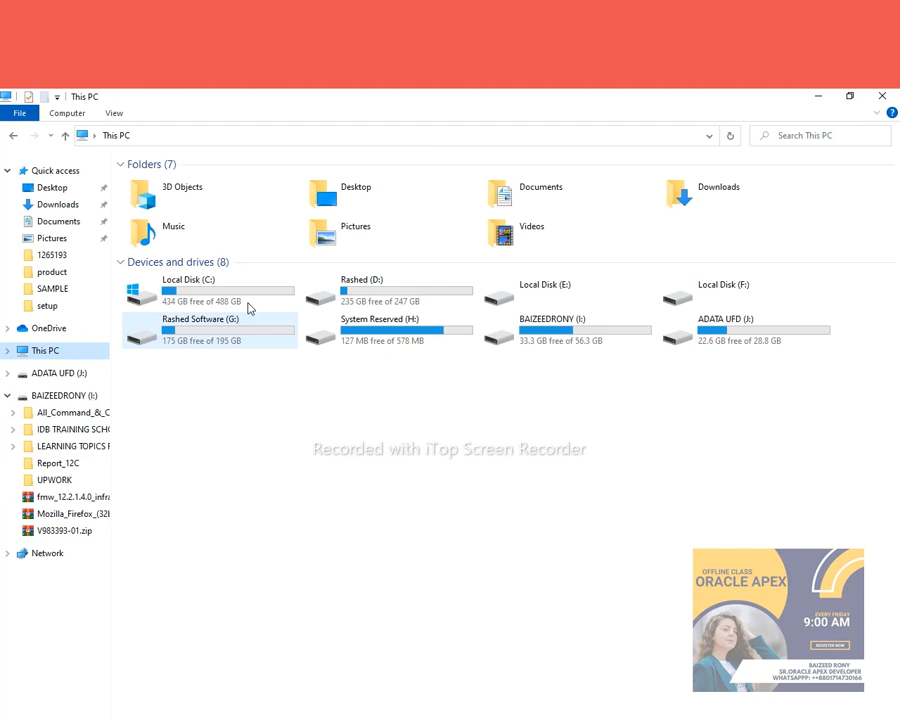 This PC
File Computer View
This PC
Search This PC
Quick access
Desktop
Downloads
Documents
Pictures
1265193
product
SAMPLE
setup
OneDrive
This PC
ADATA UFD (J:)
BAIZEEDRONY (I:)
All_Command_&_C
IDB TRAINING SCHO
LEARNING TOPICS F
Report_12C
UPWORK
fmw_12.2.1.4.0_infra
Mozilla_Firefox_(32b
V983393-01.zip
Network
Folders (7)
3D Objects
Desktop
Documents
Downloads
Music
Pictures
Videos
Devices and drives (8)
Local Disk (C:)
434 GB free of 488 GB
Rashed (D:)
235 GB free of 247 GB
Local Disk (E:)
Local Disk (F:)
Rashed Software (G:)
175 GB free of 195 GB
System Reserved (H:)
127 MB free of 578 MB
BAIZEEDRONY (I:)
33.3 GB free of 56.3 GB
ADATA UFD (J:)
22.6 GB free of 28.8 GB
Recorded with iTop Screen Recorder
OFFLINE CLASS
ORACLE APEX
EVERY FRIDAY
9:00 AM
REGISTER NOW
BAIZEED RONY
SR.ORACLE APEX DEVELOPER
WHATSAPPP: ++8801714730166